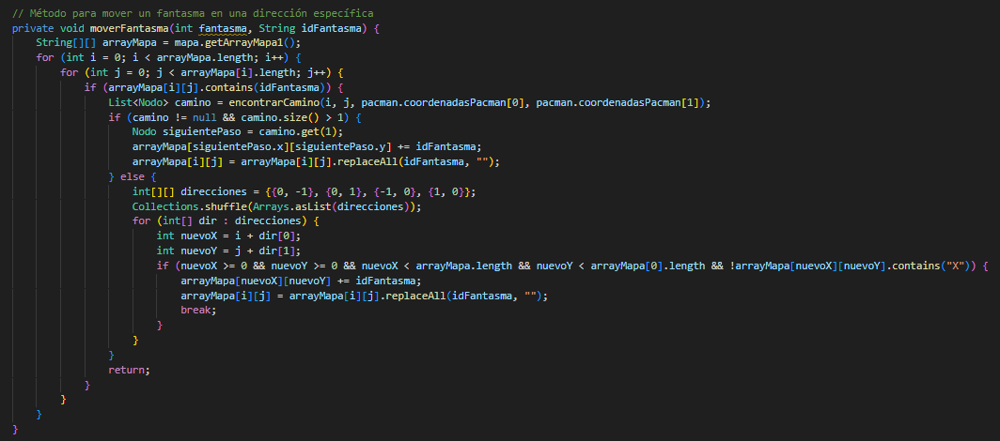 // Método para mover un fantasma en una dirección específica
private void moverFantasma(int fantasma, String idFantasma) {
    String[][] arrayMapa = mapa.getArrayMapa1();
    for (int i = 0; i < arrayMapa.length; i++) {
        for (int j = 0; j < arrayMapa[i].length; j++) {
            if (arrayMapa[i][j].contains(idFantasma)) {
                List<Nodo> camino = encontrarCamino(i, j, pacman.coordenadasPacman[0], pacman.coordenadasPacman[1]);
                if (camino != null && camino.size() > 1) {
                    Nodo siguientePaso = camino.get(1);
                    arrayMapa[siguientePaso.x][siguientePaso.y] += idFantasma;
                    arrayMapa[i][j] = arrayMapa[i][j].replaceAll(idFantasma, "");
                } else {
                    int[][] direcciones = {{0, -1}, {0, 1}, {-1, 0}, {1, 0}};
                    Collections.shuffle(Arrays.asList(direcciones));
                    for (int[] dir : direcciones) {
                        int nuevoX = i + dir[0];
                        int nuevoY = j + dir[1];
                        if (nuevoX >= 0 && nuevoY >= 0 && nuevoX < arrayMapa.length && nuevoY < arrayMapa[0].length && !arrayMapa[nuevoX][nuevoY].contains("X")) {
                            arrayMapa[nuevoX][nuevoY] += idFantasma;
                            arrayMapa[i][j] = arrayMapa[i][j].replaceAll(idFantasma, "");
                            break;
                        }
                    }
                }
                return;
            }
        }
    }
}